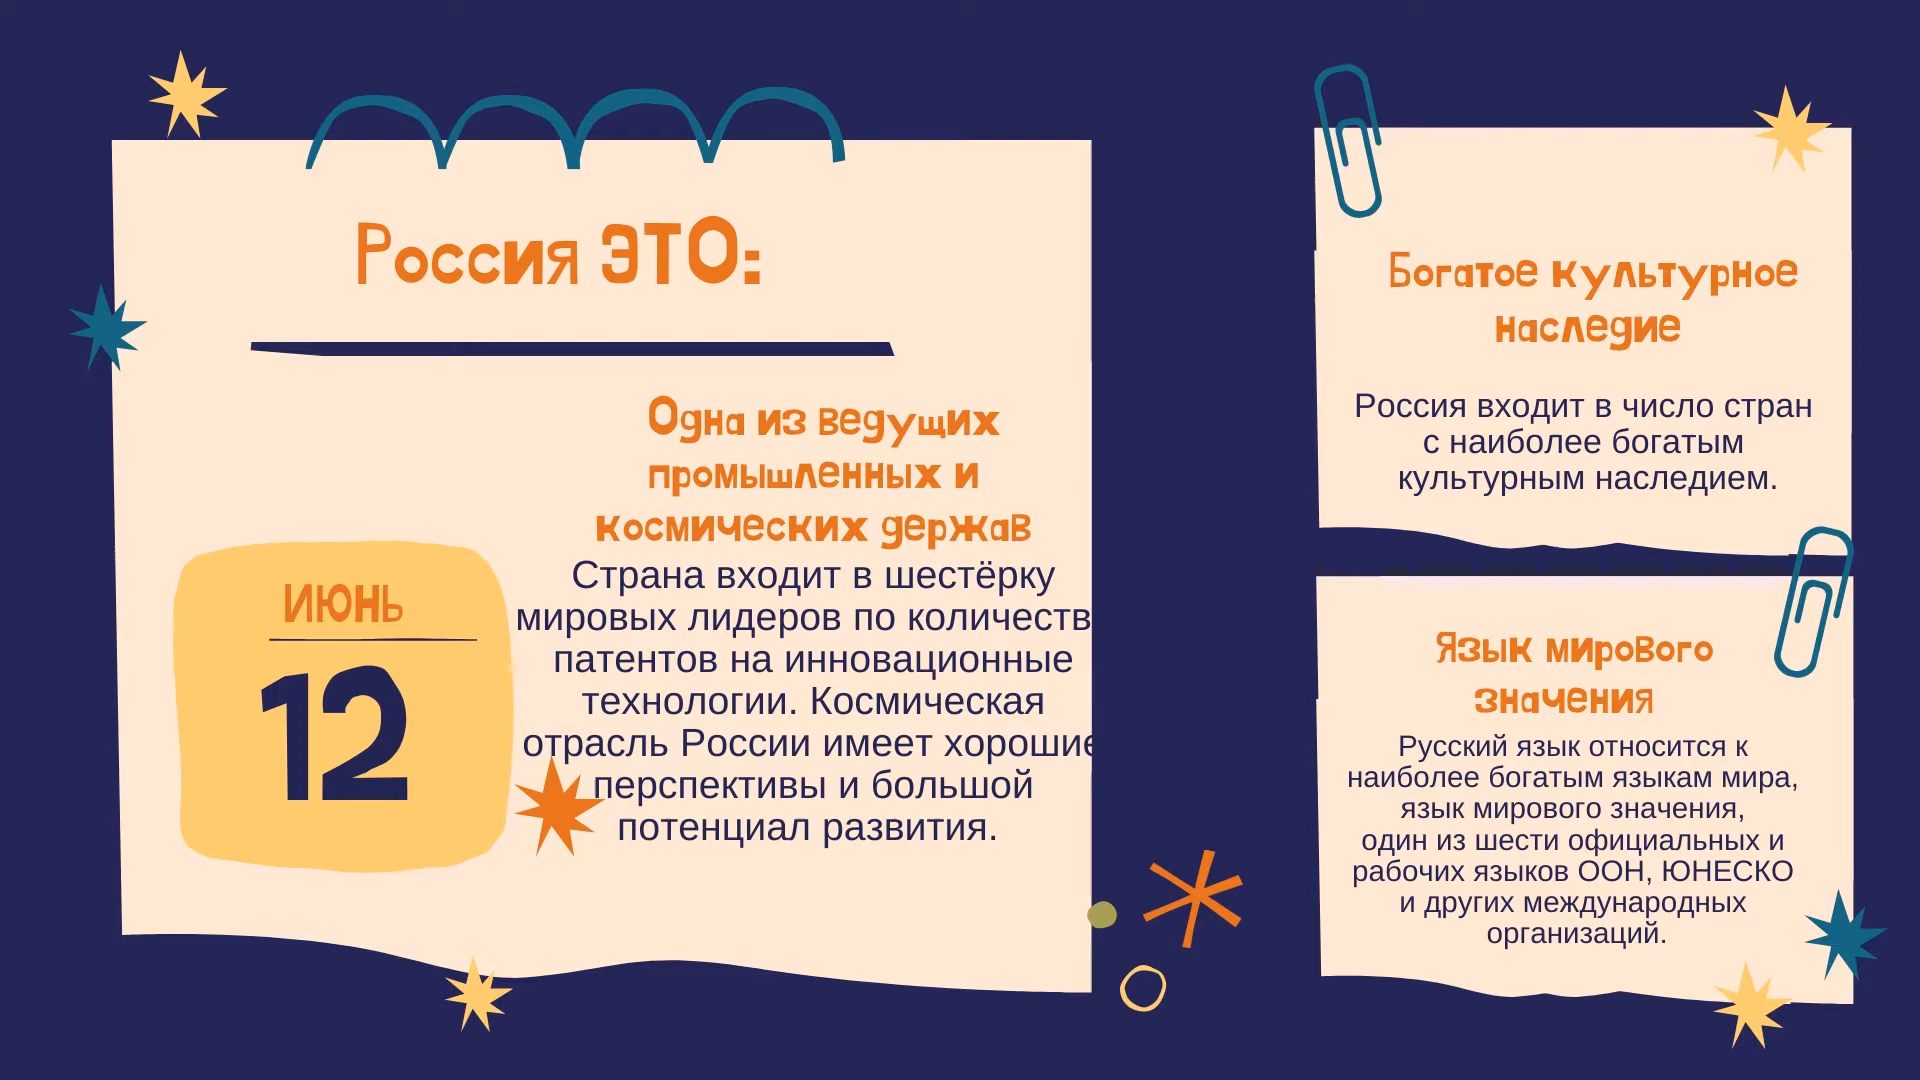 Россия ЭТО:
Одна из ведущих
промышленных и
космических держав
Страна входит в шестёрку
мировых лидеров по количеств
патентов на инновационные
технологии. Космическая
отрасль России имеет хорошие
перспективы и большой
потенциал развития.
ИЮНЬ
12
Богатое культурное
наследие
Россия входит в число стран
с наиболее богатым
культурным наследием.
Язык мирового
значения
Русский язык относится к
наиболее богатым языкам мира,
язык мирового значения,
один из шести официальных и
рабочих языков ООН, ЮНЕСКО
и других международных
организаций.